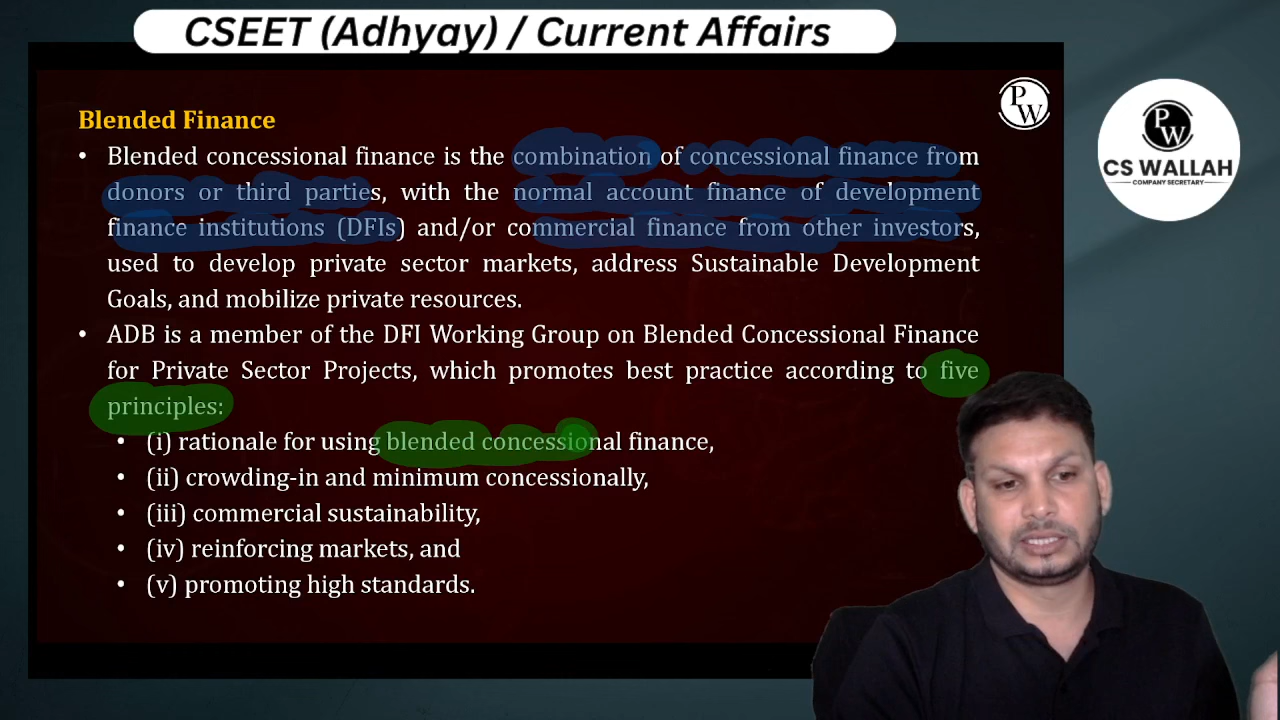 CSEET (Adhyay) / Current Affairs
PW
PW
CS WALLAH
COMPANY SECRETARY
Blended Finance
• Blended concessional finance is the combination of concessional finance from
donors or third parties, with the normal account finance of development
finance institutions (DFIs) and/or commercial finance from other investors,
used to develop private sector markets, address Sustainable Development
Goals, and mobilize private resources.
• ADB is a member of the DFI Working Group on Blended Concessional Finance
for Private Sector Projects, which promotes best practice according to five
principles:
• (i) rationale for using blended concessional finance,
• (ii) crowding-in and minimum concessionally,
• (iii) commercial sustainability,
• (iv) reinforcing markets, and
• (v) promoting high standards.